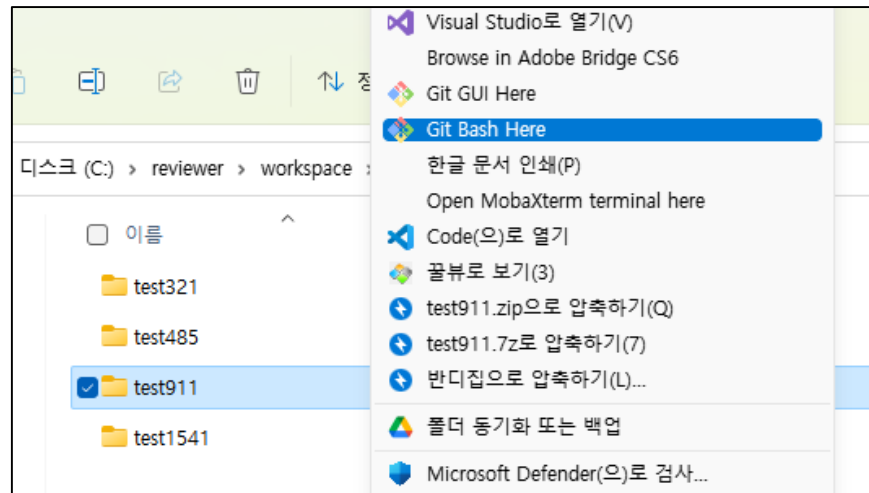 정
디스크 (C:) > reviewer > workspace >
이름
test321
test485
test911
test1541
Visual Studio로 열기(V)
Browse in Adobe Bridge CS6
Git GUI Here
Git Bash Here
한글 문서 인쇄(P)
Open MobaXterm terminal here
Code(으)로 열기
꿀뷰로 보기(3)
test911.zip으로 압축하기(Q)
test911.7z로 압축하기(7)
반디집으로 압축하기(L)...
폴더 동기화 또는 백업
Microsoft Defender(으)로 검사...